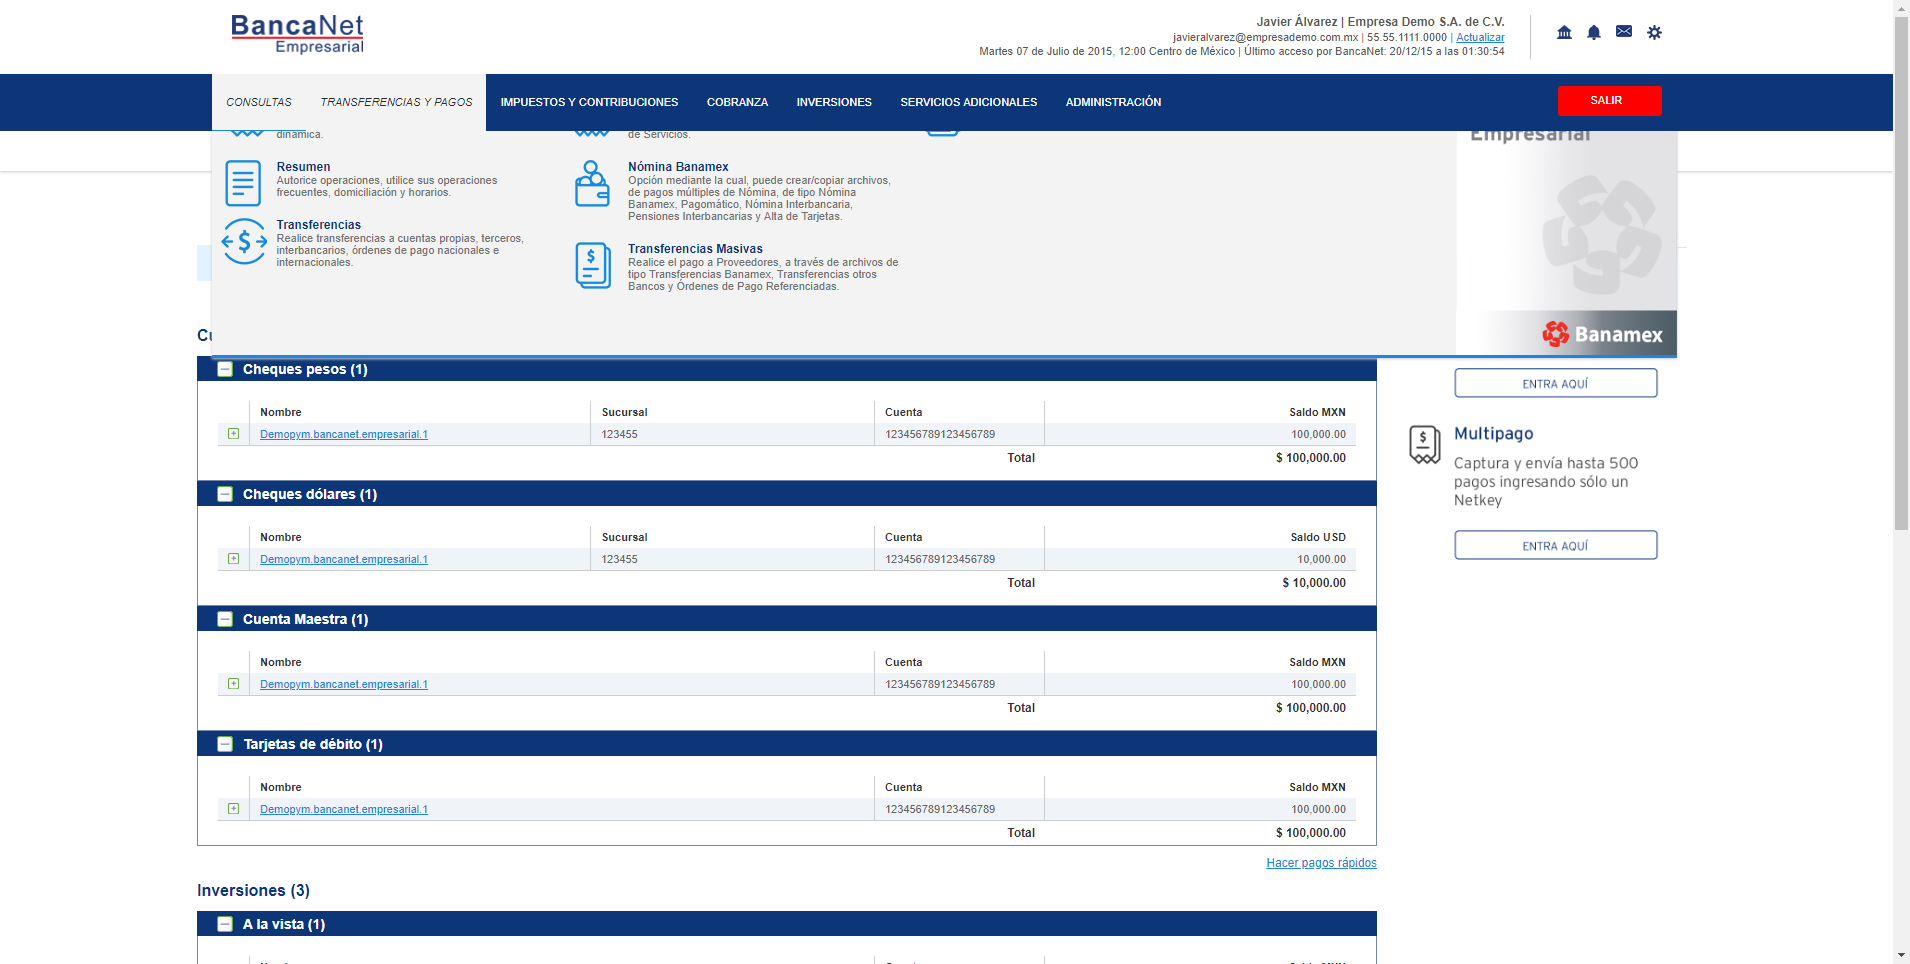 BancaNet
Empresarial
Javier Álvarez | Empresa Demo S.A. de C.V.
javieralvarez@empresademo.com.mx | 55.55.1111.0000 | Actualizar
Martes 07 de Julio de 2015, 12:00 Centro de México | Último acceso por BancaNet: 20/12/15 a las 01:30:54
CONSULTAS TRANSFERENCIAS Y PAGOS IMPUESTOS Y CONTRIBUCIONES COBRANZA INVERSIONES SERVICIOS ADICIONALES ADMINISTRACIÓN SALIR
dinámica.
de Servicios.
Empresarial
Resumen
Autorice operaciones, utilice sus operaciones
frecuentes, domiciliación y horarios.
Transferencias
Realice transferencias a cuentas propias, terceros,
interbancarios, órdenes de pago nacionales e
internacionales.
Nómina Banamex
Opción mediante la cual, puede crear/copiar archivos,
de pagos múltiples de Nómina, de tipo Nómina
Banamex, Pagomático, Nómina Interbancaria,
Pensiones Interbancarias y Alta de Tarjetas.
Transferencias Masivas
Realice el pago a Proveedores, a través de archivos de
tipo Transferencias Banamex, Transferencias otros
Bancos y Órdenes de Pago Referenciadas.
Banamex
Cheques pesos (1)
Nombre Sucursal Cuenta Saldo MXN
Demopym.bancanet.empresarial.1 123455 123456789123456789 100,000.00
Total $ 100,000.00
Cheques dólares (1)
Nombre Sucursal Cuenta Saldo USD
Demopym.bancanet.empresarial.1 123455 123456789123456789 10,000.00
Total $ 10,000.00
Cuenta Maestra (1)
Nombre Cuenta Saldo MXN
Demopym.bancanet.empresarial.1 123456789123456789 100,000.00
Total $ 100,000.00
Tarjetas de débito (1)
Nombre Cuenta Saldo MXN
Demopym.bancanet.empresarial.1 123456789123456789 100,000.00
Total $ 100,000.00
Hacer pagos rápidos
Inversiones (3)
A la vista (1)
ENTRA AQUÍ
Multipago
Captura y envía hasta 500
pagos ingresando sólo un
Netkey
ENTRA AQUÍ